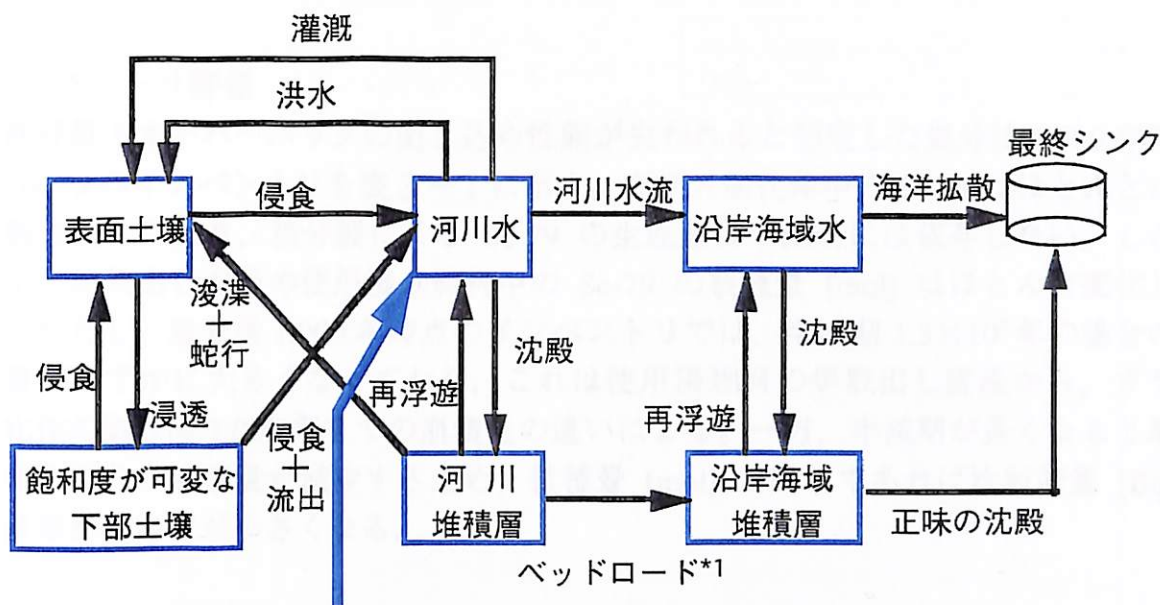 灌漑
洪水
最終シンク
侵食
河川水流
海洋拡散
表面土壌
河川水
沿岸海域水
浚渫
＋
蛇行
沈殿
沈殿
侵食
浸透
再浮遊
再浮遊
侵食
＋
流出
飽和度が可変な
下部土壌
河川
堆積層
沿岸海域
堆積層
正味の沈殿
ベッドロード*1